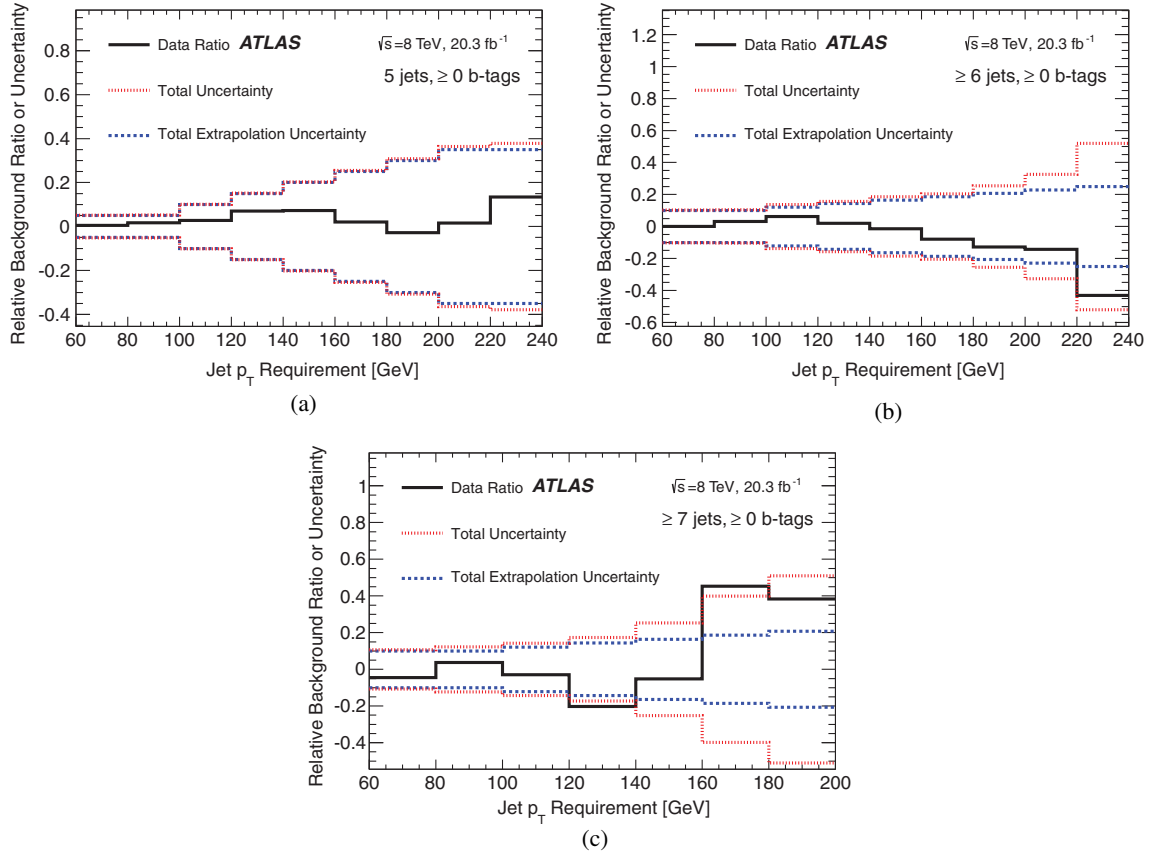 Relative Background Ratio or Uncertainty
0.8
0.6
0.4
0.2
0
-0.2
-0.4
Data Ratio ATLAS
√s=8 TeV, 20.3 fb-1
5 jets, ≥ 0 b-tags
Total Uncertainty
Total Extrapolation Uncertainty
60 80 100 120 140 160 180 200 220 240
Jet pT Requirement [GeV]
(a)
Relative Background Ratio or Uncertainty
1.2
1
0.8
0.6
0.4
0.2
0
-0.2
-0.4
-0.6
Data Ratio ATLAS
√s=8 TeV, 20.3 fb-1
≥ 6 jets, ≥ 0 b-tags
Total Uncertainty
Total Extrapolation Uncertainty
60 80 100 120 140 160 180 200 220 240
Jet pT Requirement [GeV]
(b)
Relative Background Ratio or Uncertainty
1
0.8
0.6
0.4
0.2
0
-0.2
-0.4
Data Ratio ATLAS
√s=8 TeV, 20.3 fb-1
≥ 7 jets, ≥ 0 b-tags
Total Uncertainty
Total Extrapolation Uncertainty
60 80 100 120 140 160 180 200
Jet pT Requirement [GeV]
(c)